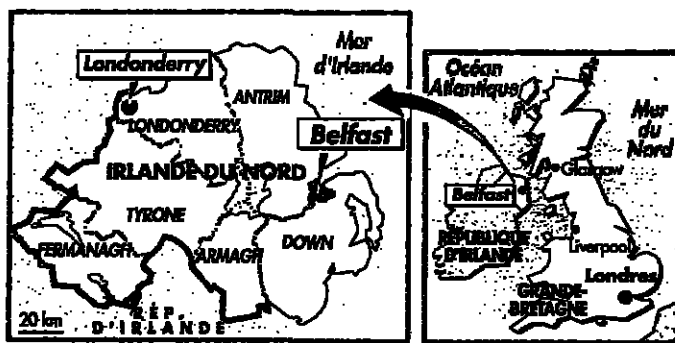 Mer
d'Irlande
Londonderry
ANTRIM
LONDONDERRY
Belfast
IRLANDE DU NORD
TYRONE
FERMANAGH
ARMAGH
DOWN
20 km
RÉP.
D'IRLANDE
Océan
Atlantique
Mer
du
Nord
Glasgow
Belfast
RÉPUBLIQUE
D'IRLANDE
Liverpool
Londres
GRANDE-
BRETAGNE